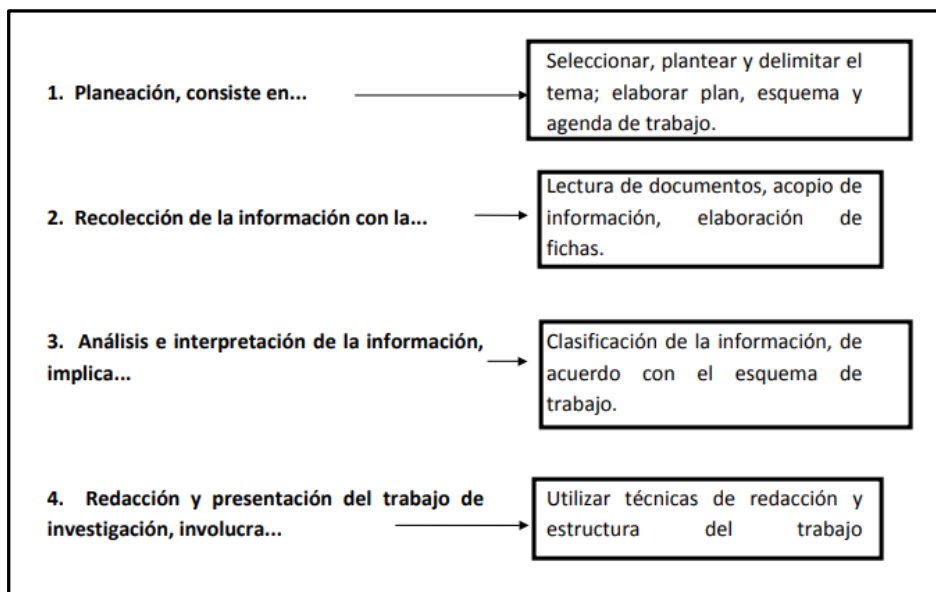 1. Planeación, consiste en...
Seleccionar, plantear y delimitar el
tema; elaborar plan, esquema y
agenda de trabajo.
2. Recolección de la información con la...
Lectura de documentos, acopio de
información, elaboración de
fichas.
3. Análisis e interpretación de la información,
implica...
Clasificación de la información, de
acuerdo con el esquema de
trabajo.
4. Redacción y presentación del trabajo de
investigación, involucra...
Utilizar técnicas de redacción y
estructura del trabajo